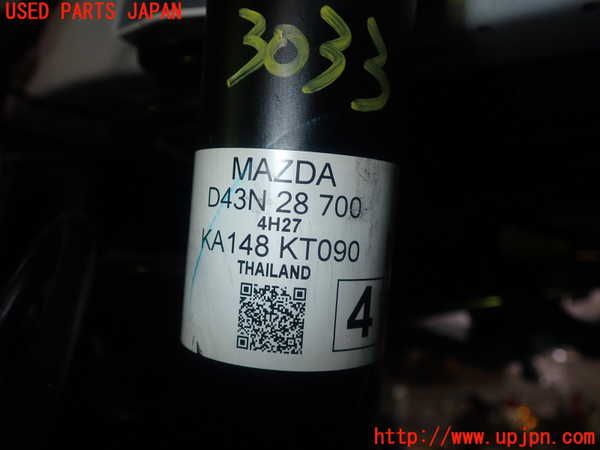 USED PARTS JAPAN
3033
MAZDA
D43N 28 700
4H27
KA148 KT090
THAILAND
4
http://www.upjpn.com/